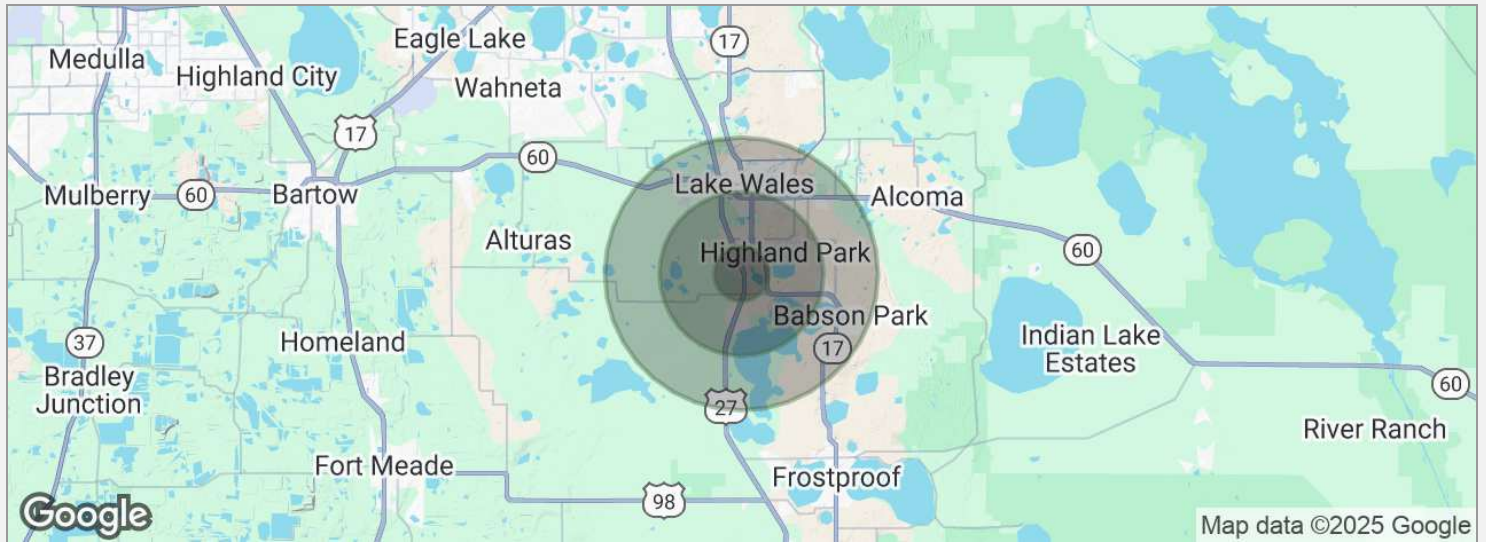 Eagle Lake
17
Medulla
Highland City
Wahneta
17
60
Lake Wales
Mulberry
60
Bartow
Alcoma
Alturas
Highland Park
60
Babson Park
Homeland
37
17
Indian Lake
Estates
Bradley
Junction
60
27
River Ranch
Fort Meade
Frostproof
98
Google
Map data ©2025 Google